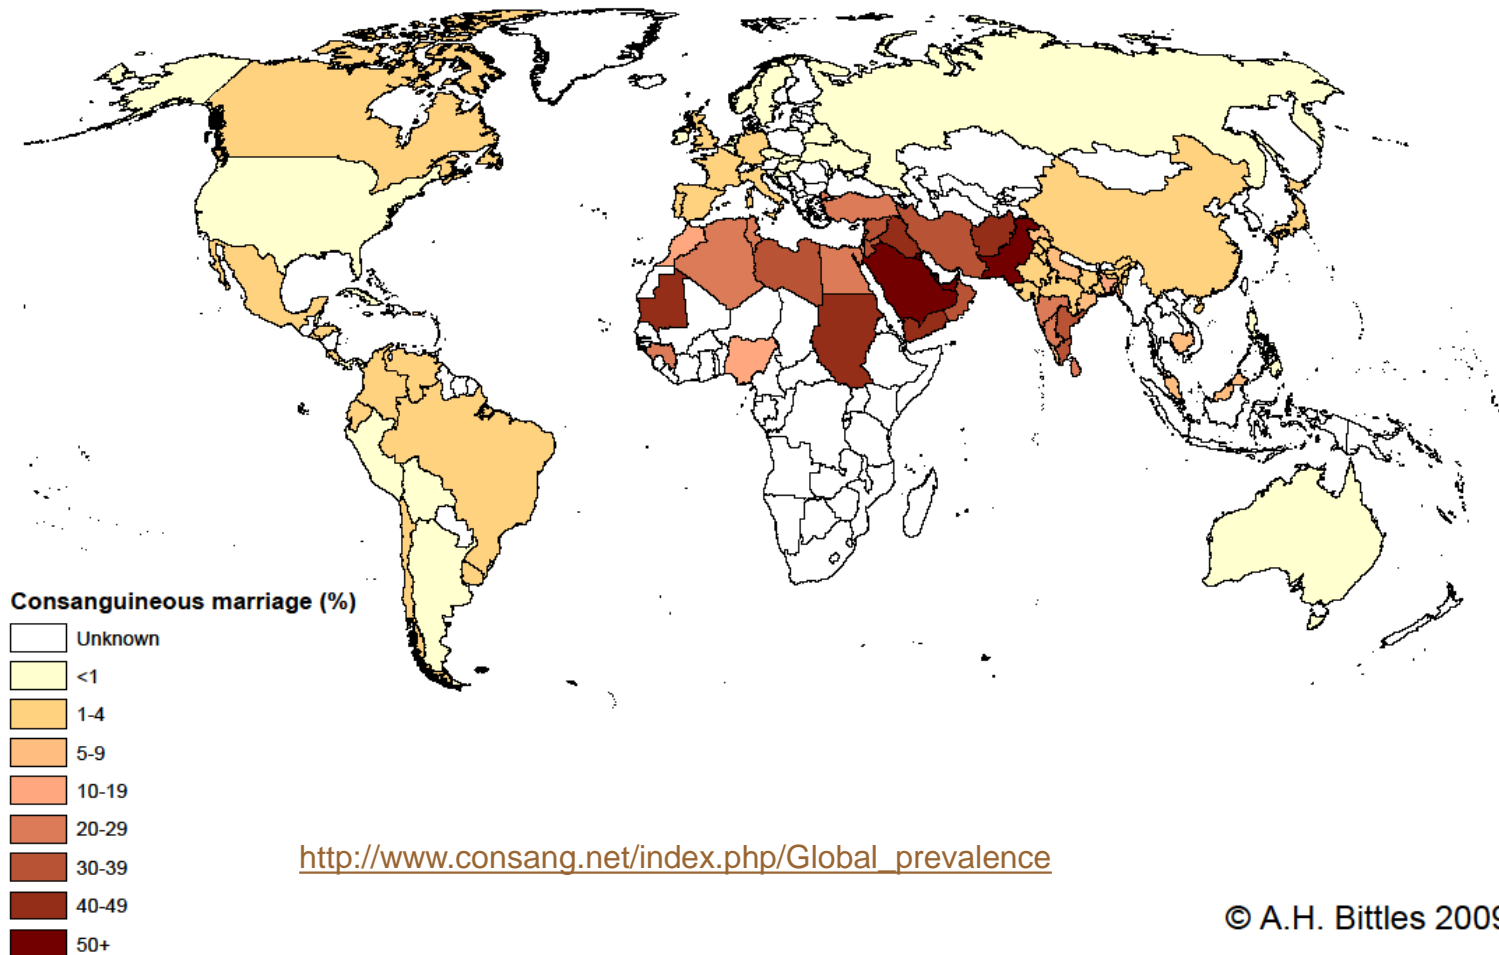 Consanguineous marriage (%)
Unknown
<1
1-4
5-9
10-19
20-29
30-39
40-49
50+
http://www.consang.net/index.php/Global_prevalence
© A.H. Bittles 2009